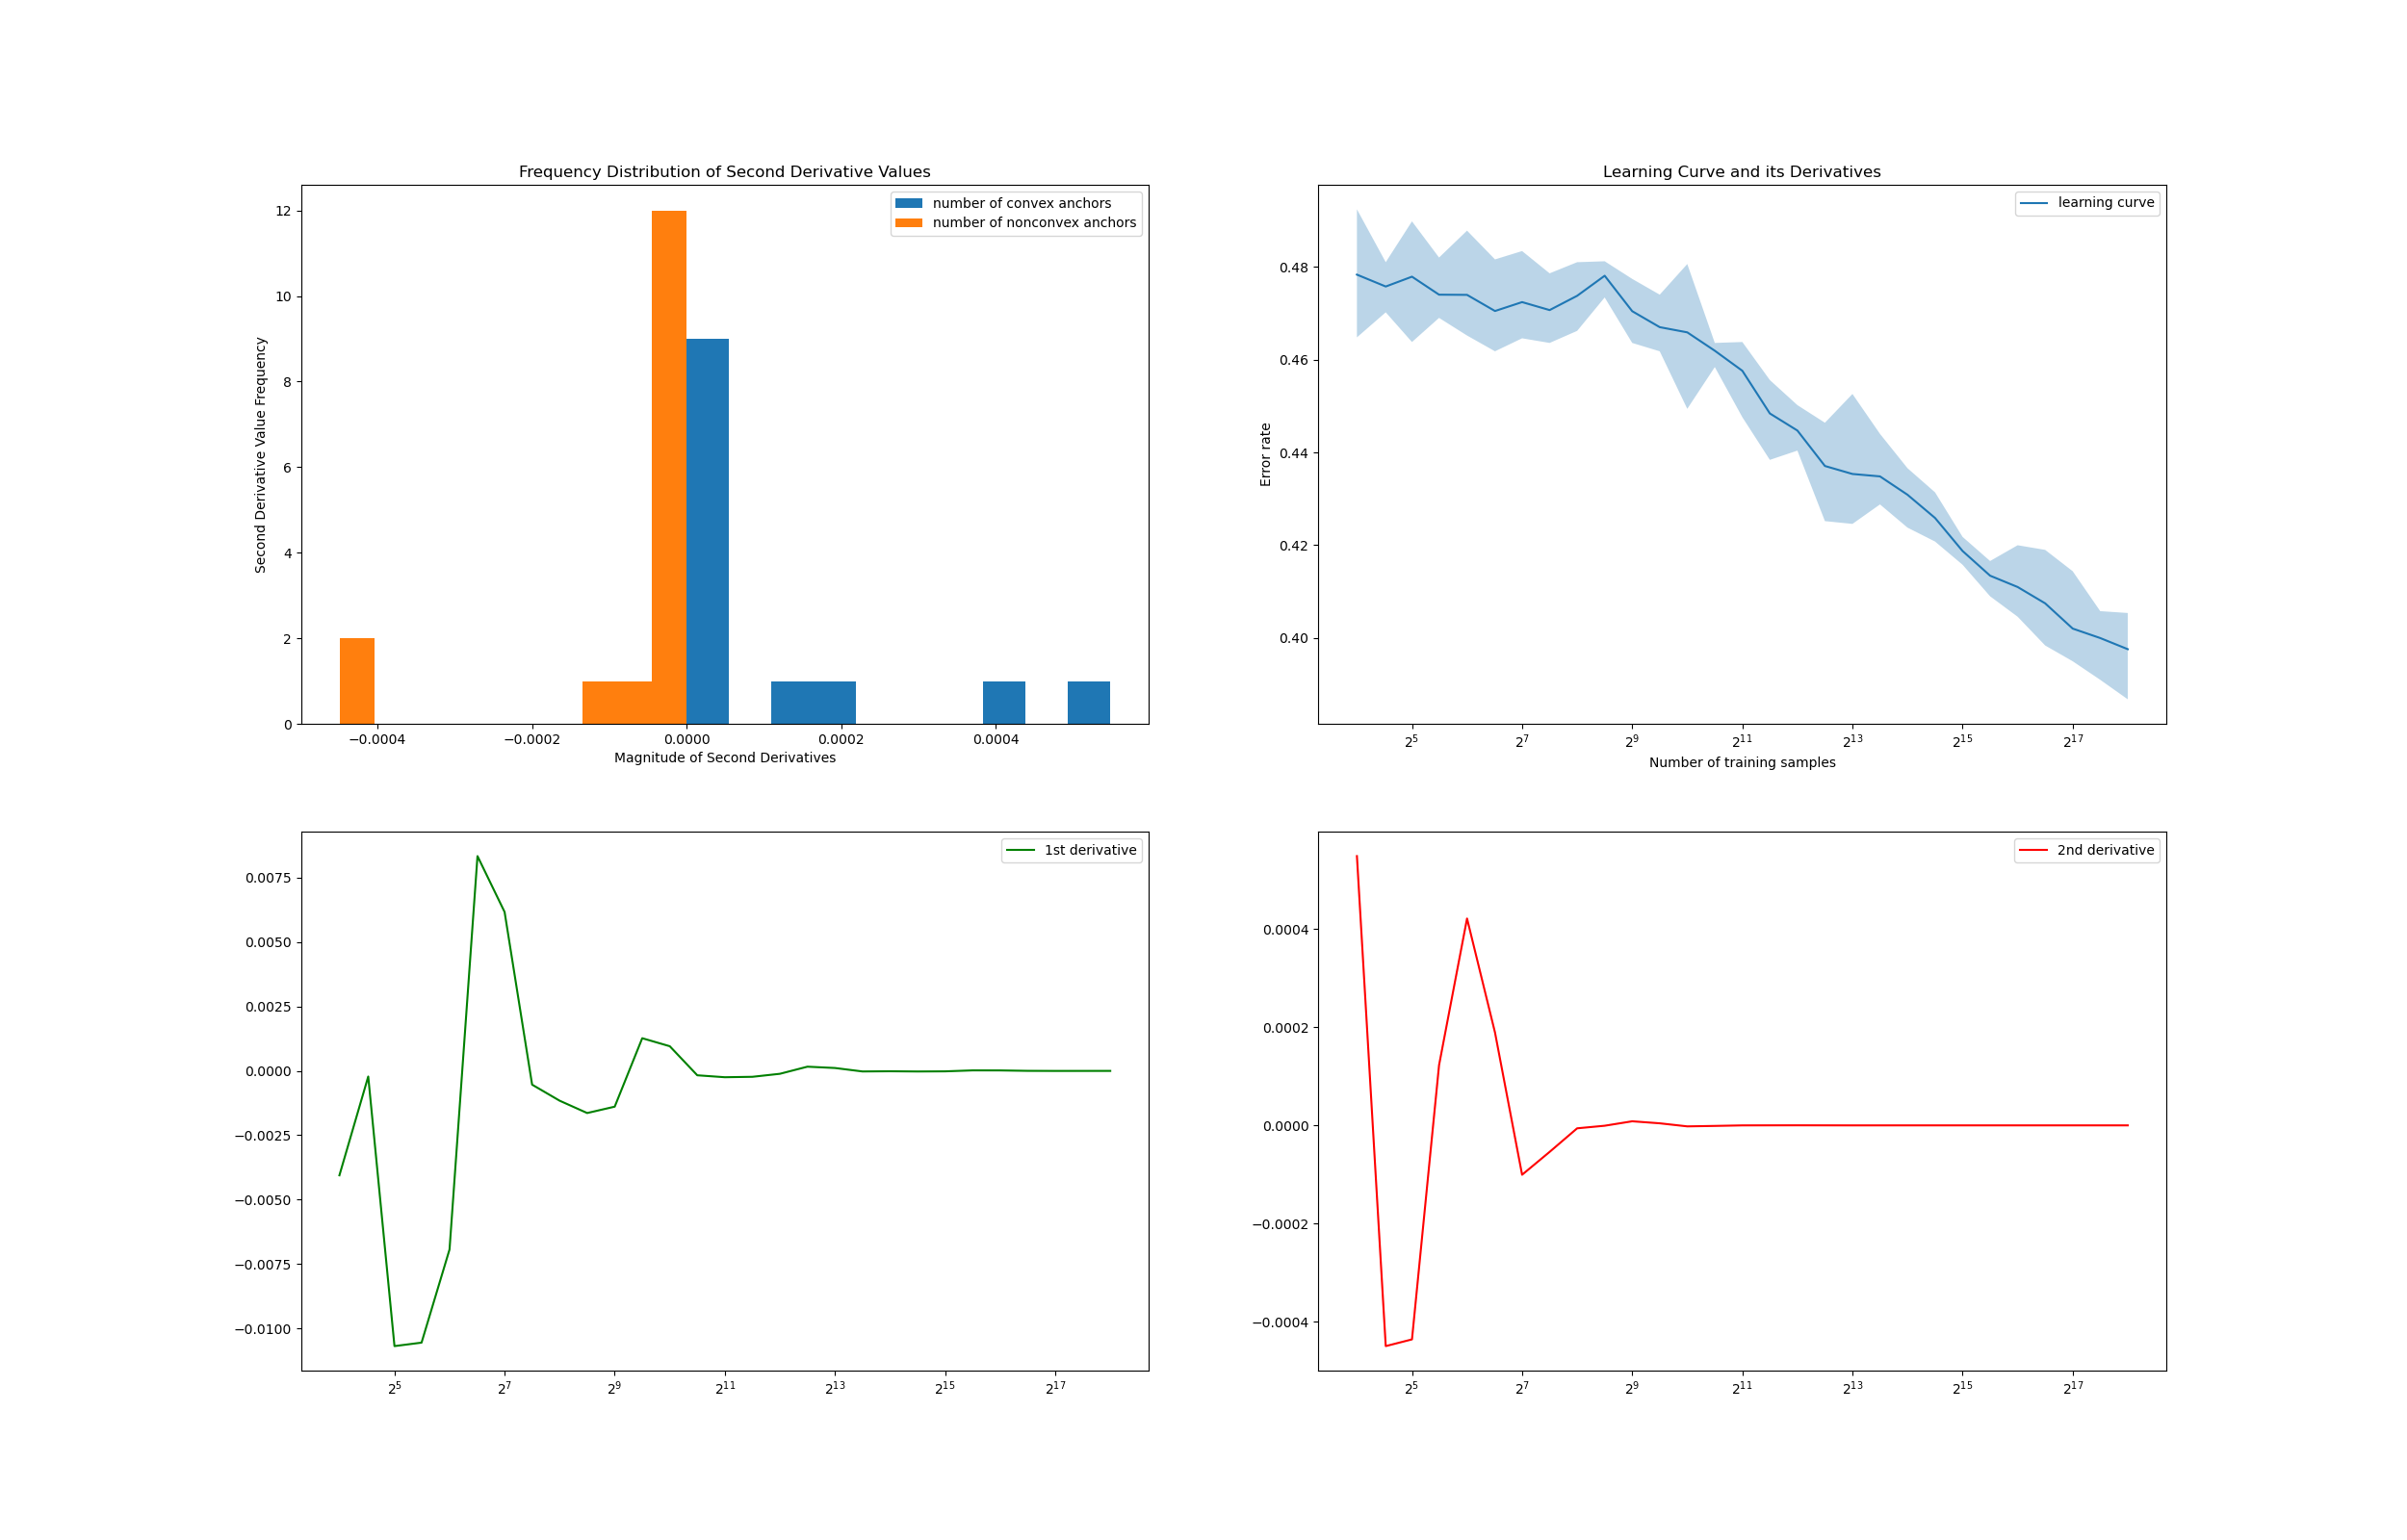 Frequency Distribution of Second Derivative Values
number of convex anchors
number of nonconvex anchors
Second Derivative Value Frequency
12
10
8
6
4
2
0
−0.0004 −0.0002 0.0000 0.0002 0.0004
Magnitude of Second Derivatives
Learning Curve and its Derivatives
learning curve
Error rate
0.48
0.46
0.44
0.42
0.40
2^5 2^7 2^9 2^11 2^13 2^15 2^17
Number of training samples
1st derivative
0.0075
0.0050
0.0025
0.0000
−0.0025
−0.0050
−0.0075
−0.0100
2^5 2^7 2^9 2^11 2^13 2^15 2^17
2nd derivative
0.0004
0.0002
0.0000
−0.0002
−0.0004
2^5 2^7 2^9 2^11 2^13 2^15 2^17